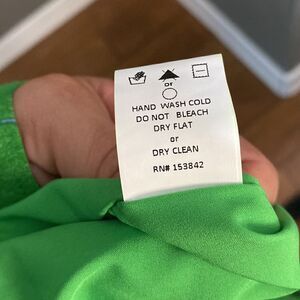 or
HAND WASH COLD
DO NOT BLEACH
DRY FLAT
or
DRY CLEAN
RN# 153842